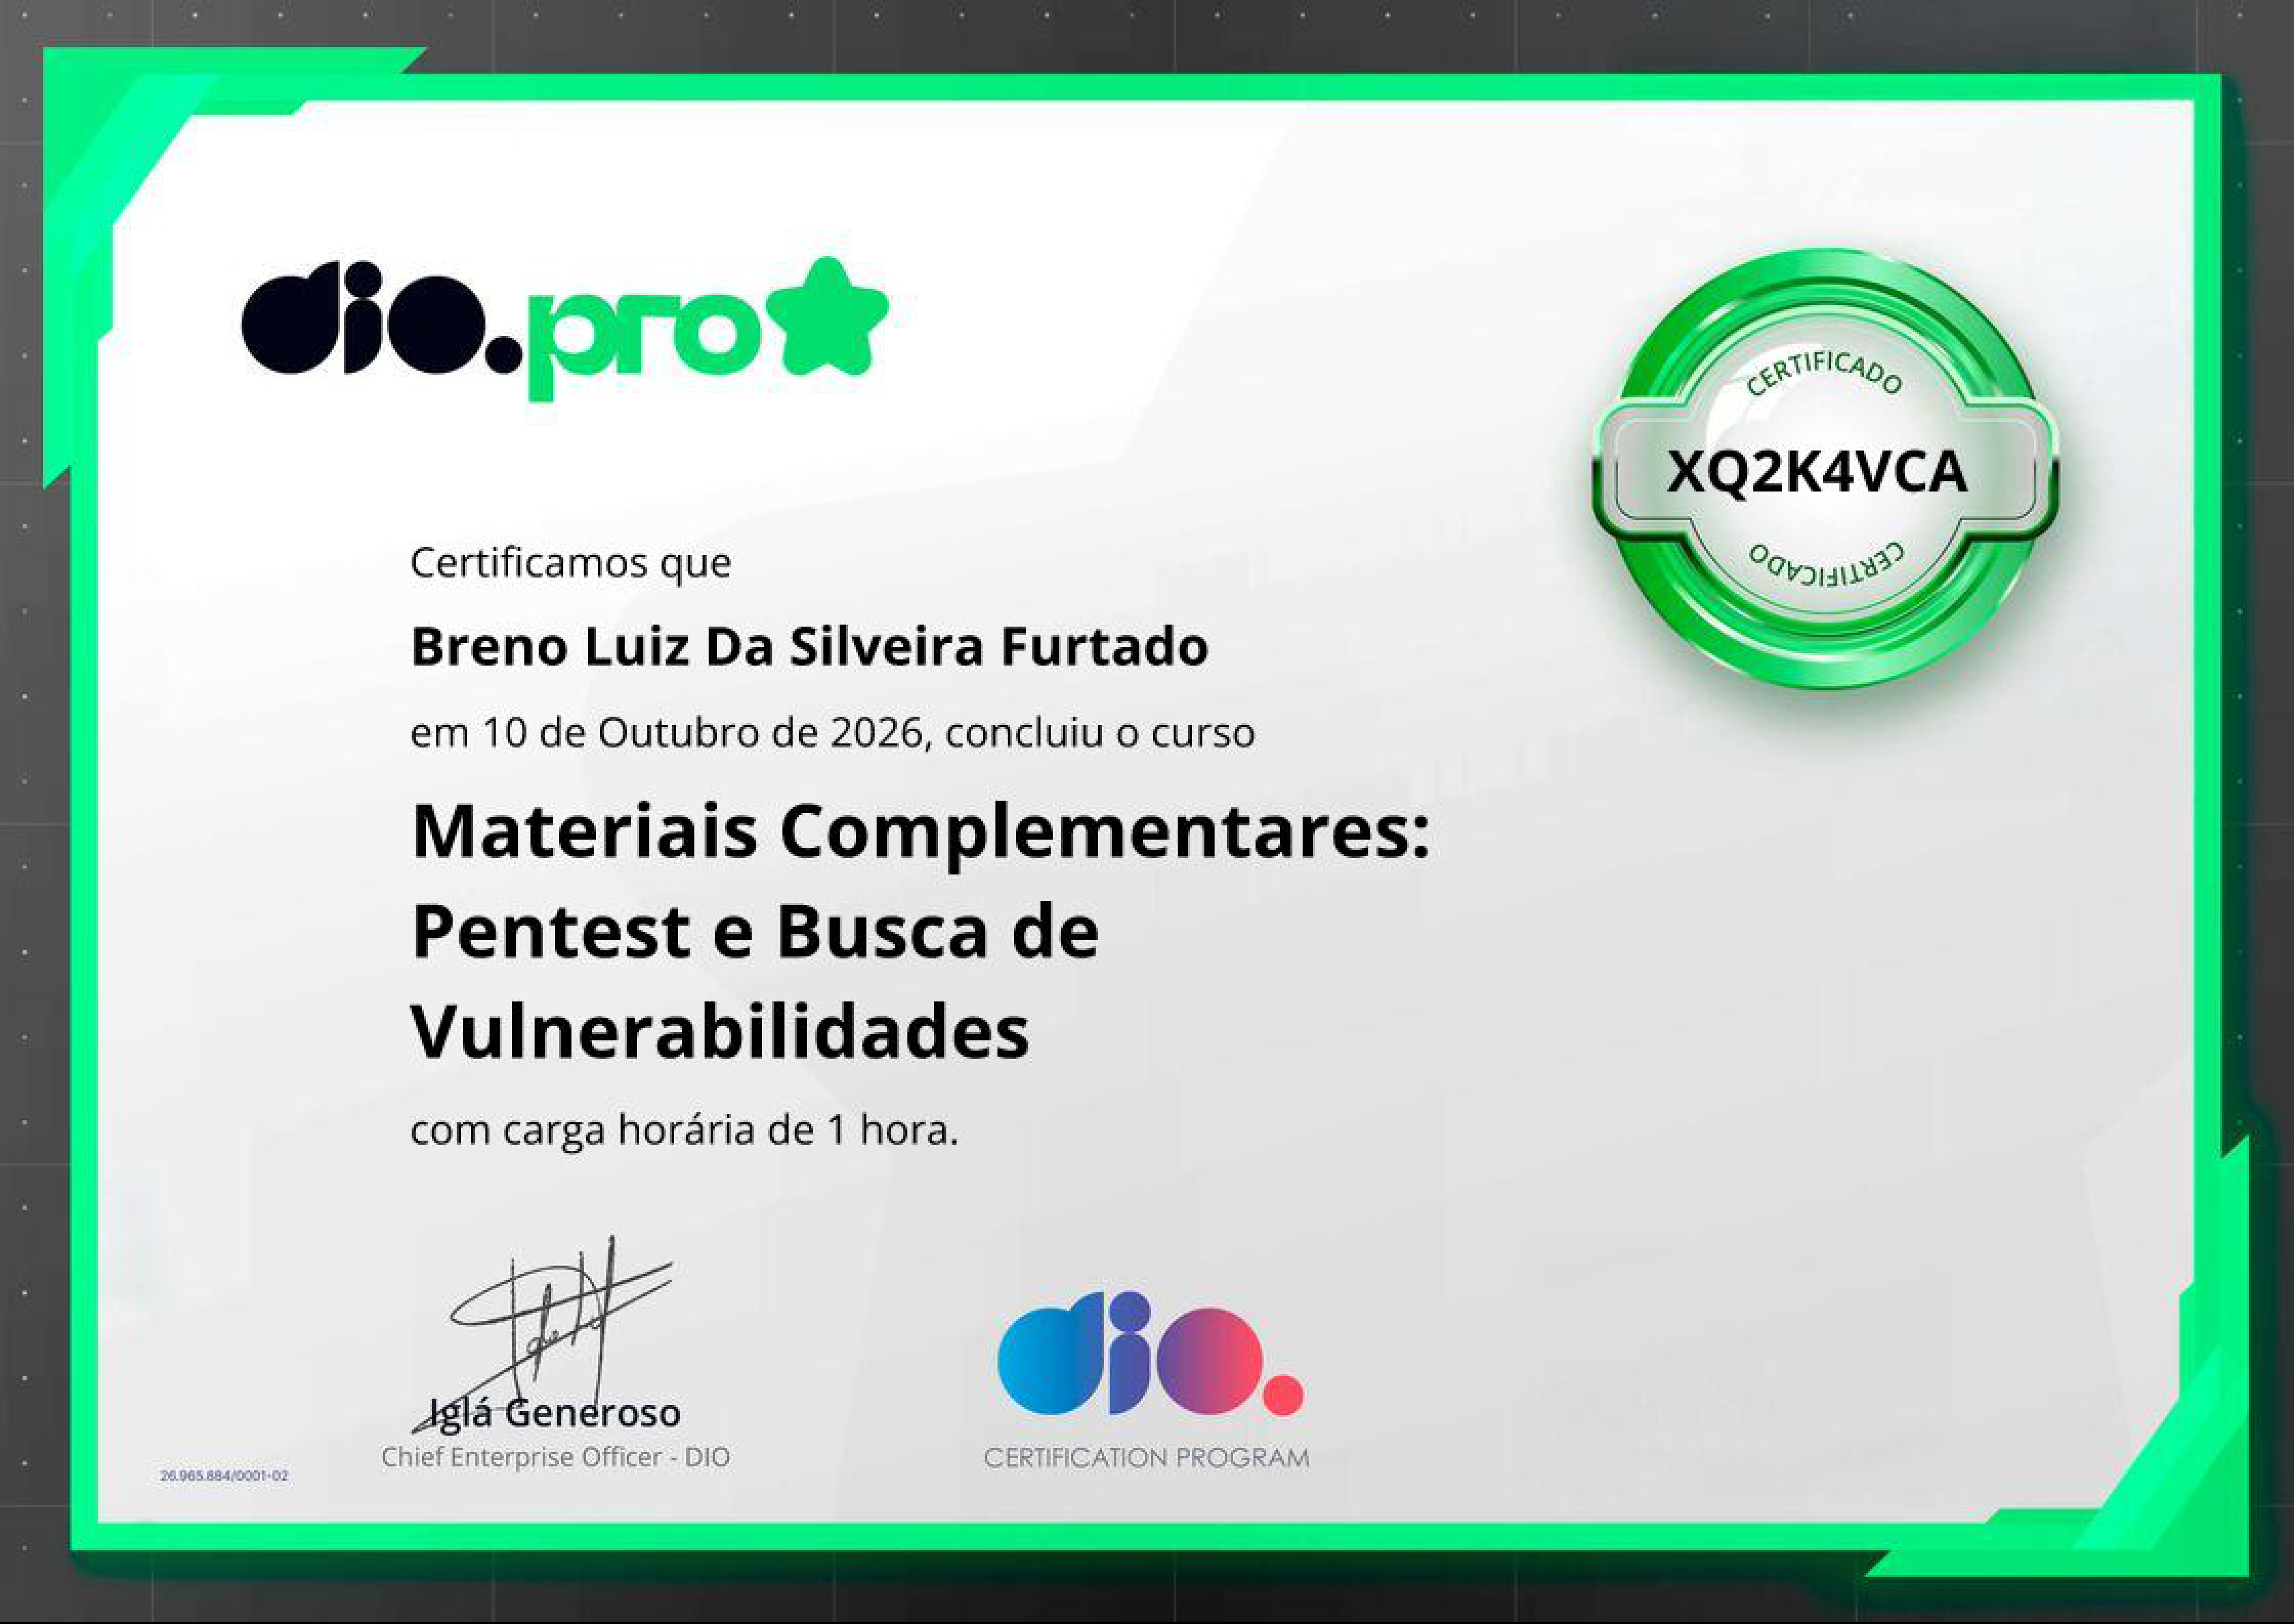 dio.pro
CERTIFICADO
XQ2K4VCA
CERTIFICADO
Certificamos que
Breno Luiz Da Silveira Furtado
em 10 de Outubro de 2026, concluiu o curso
Materiais Complementares:
Pentest e Busca de
Vulnerabilidades
com carga horária de 1 hora.
Iglá Generoso
Chief Enterprise Officer - DIO
26.965.884/0001-02
dio.
CERTIFICATION PROGRAM